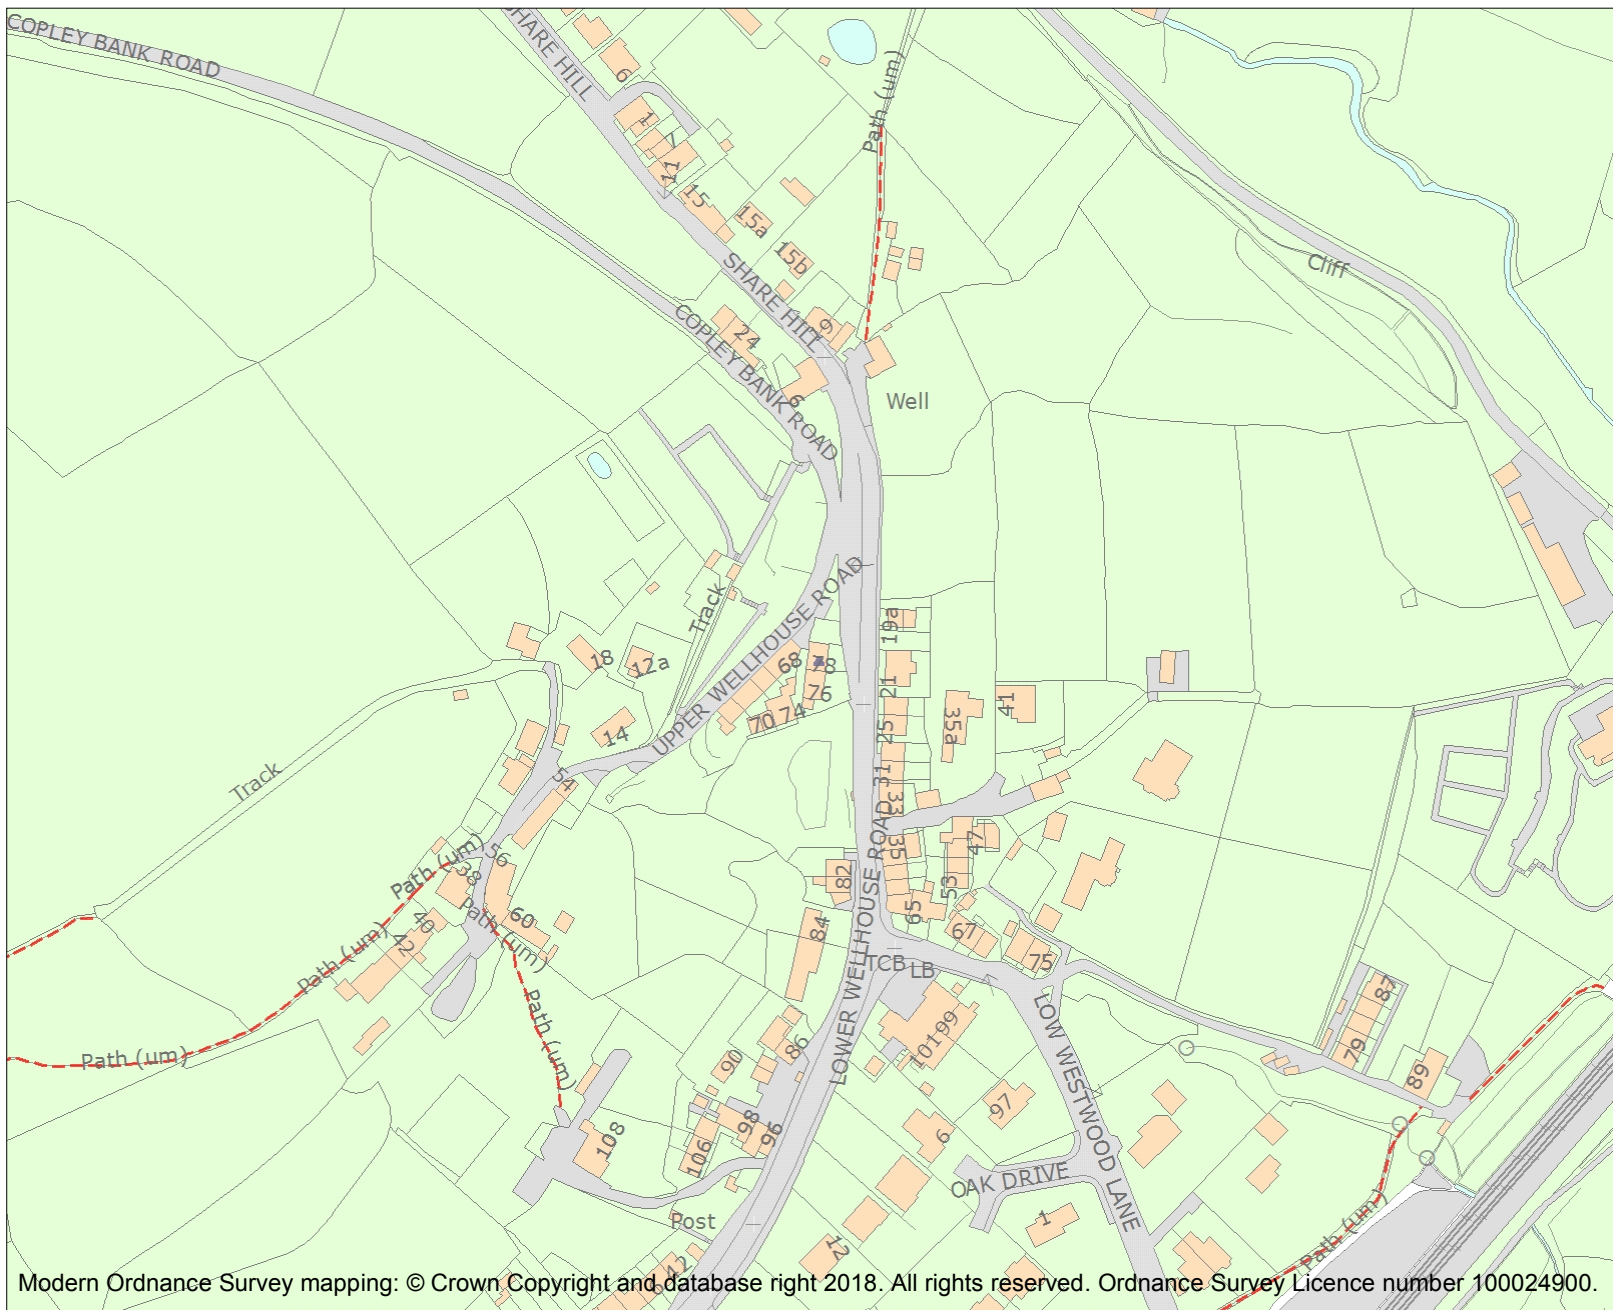 COPLEY BANK ROAD
SHARE HILL
6
1
7
11
15
15a
15b
Path (um)
Cliff
SHARE HILL
9
COPLEY BANK ROAD
24
6
Well
Track
UPPER WELLHOUSE ROAD
19a
18
12a
68
78
76
21
70
74
14
25
35a
41
54
31
33
Track
Path (um)
56
38
35
47
82
53
65
60
Path (um)
40
42
Path (um)
84
67
75
TCB
LB
LOWER WELLHOUSE ROAD
87
Path (um)
101
99
79
86
90
89
Path (um)
97
LOW WESTWOOD LANE
98
96
6
108
106
OAK DRIVE
1
Post
12
Path (um)
Modern Ordnance Survey mapping: © Crown Copyright and database right 2018. All rights reserved. Ordnance Survey Licence number 100024900.